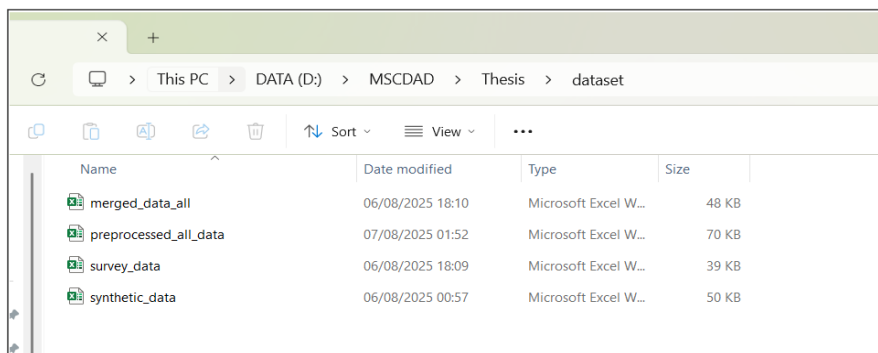 This PC > DATA (D:) > MSCDAD > Thesis > dataset
Sort View
Name Date modified Type Size
merged_data_all 06/08/2025 18:10 Microsoft Excel W... 48 KB
preprocessed_all_data 07/08/2025 01:52 Microsoft Excel W... 70 KB
survey_data 06/08/2025 18:09 Microsoft Excel W... 39 KB
synthetic_data 06/08/2025 00:57 Microsoft Excel W... 50 KB